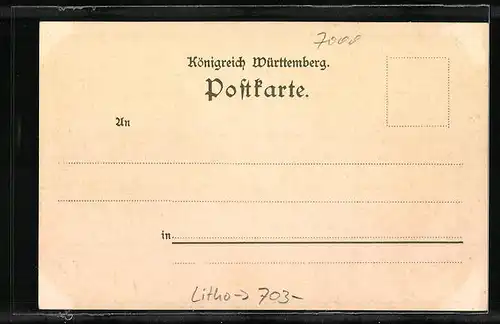 7000
Königreich Württemberg.
Postkarte.
An
in
Litho→ 703-